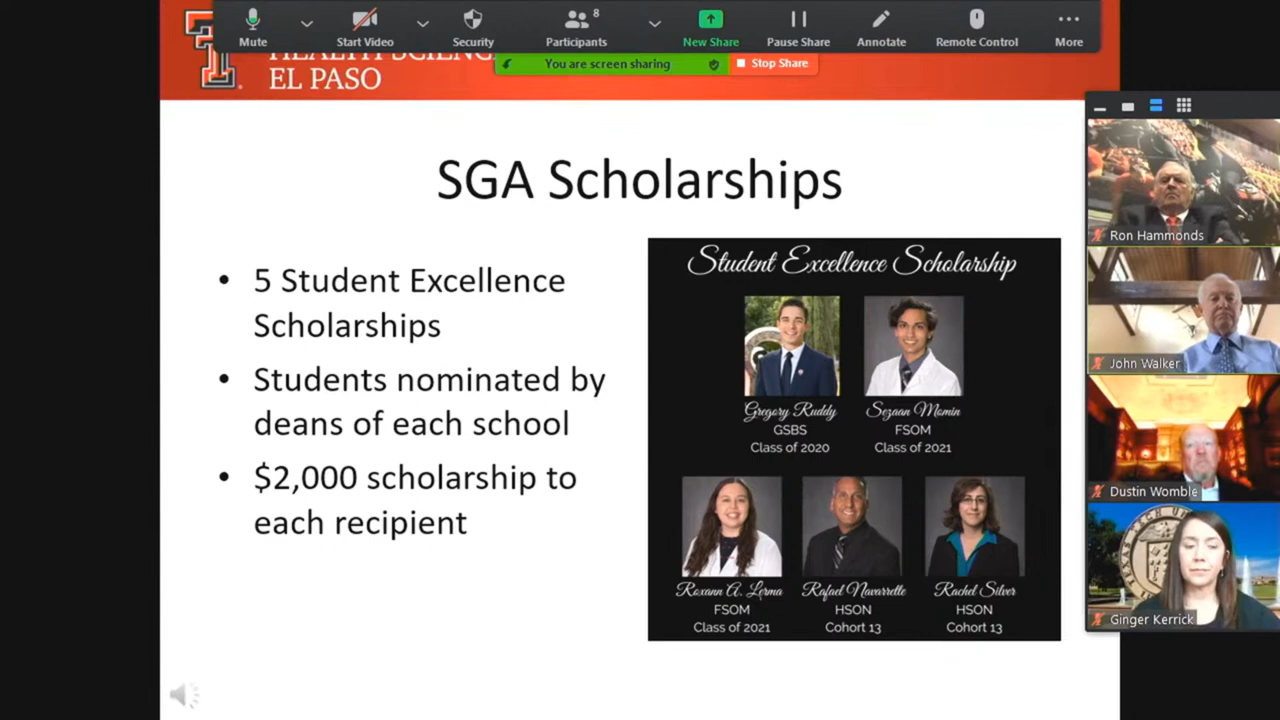 Mute
Start Video
Security
Participants
8
New Share
Pause Share
Annotate
Remote Control
More
You are screen sharing
Stop Share
EL PASO
SGA Scholarships
• 5 Student Excellence
Scholarships
• Students nominated by
deans of each school
• $2,000 scholarship to
each recipient
Student Excellence Scholarship
Gregory Ruddy
GSBS
Class of 2020
Sezaan Momin
FSOM
Class of 2021
Roxann A. Lerma
FSOM
Class of 2021
Rafael Navarrette
HSON
Cohort 13
Rachel Silver
HSON
Cohort 13
Ron Hammonds
John Walker
Dustin Womble
Ginger Kerrick